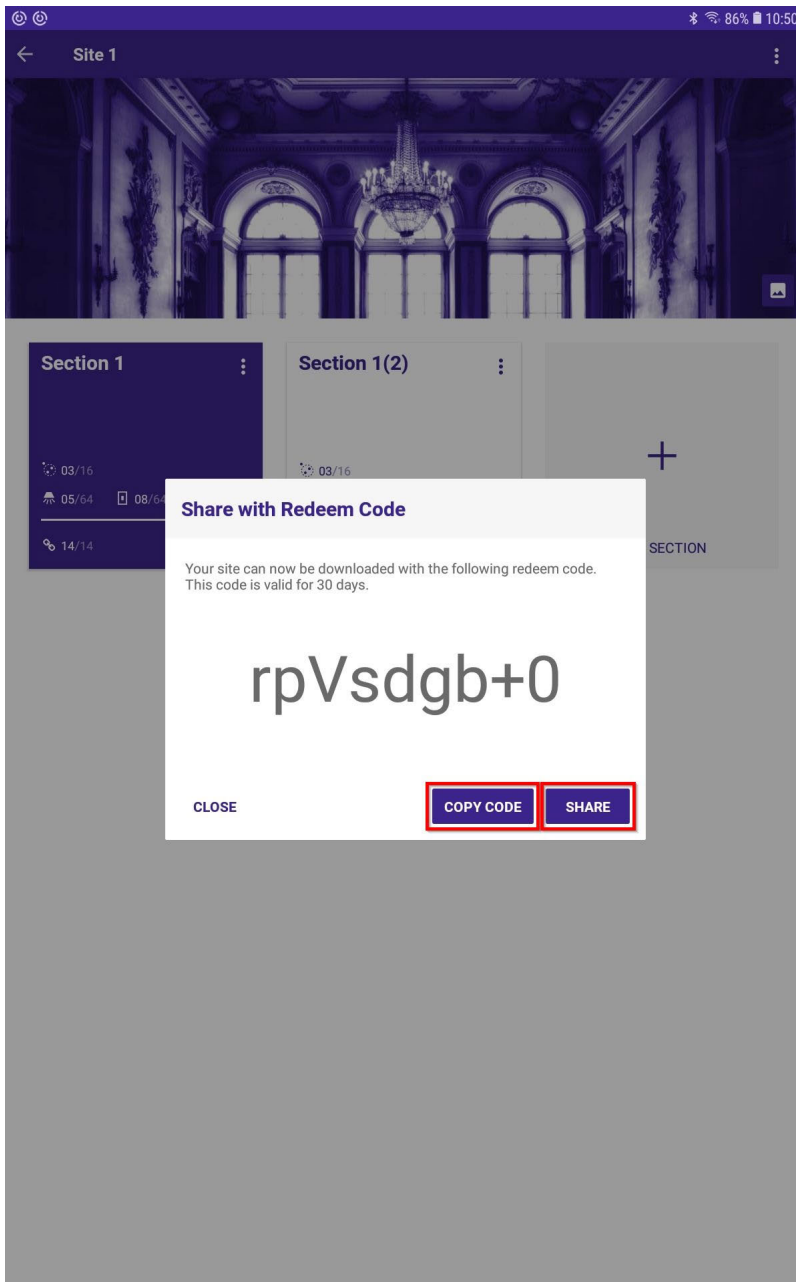 86% 10:50
Site 1
Section 1
Section 1(2)
03/16
03/16
05/64 08/64
14/14
SECTION
Share with Redeem Code
Your site can now be downloaded with the following redeem code.
This code is valid for 30 days.
rpVsdgb+0
CLOSE COPY CODE SHARE